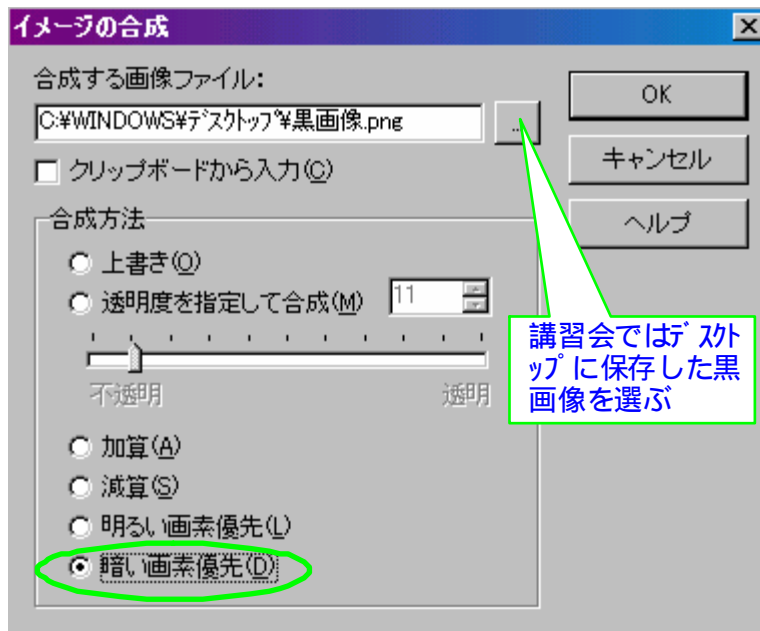 イメージの合成
合成する画像ファイル:
C:¥WINDOWS¥ﾃﾞｽｸﾄｯﾌﾟ¥黒画像.png
...
OK
クリップボードから入力(C)
キャンセル
合成方法
ヘルプ
上書き(O)
透明度を指定して合成(M)
11
不透明
透明
講習会ではﾃﾞｽｸﾄ
ｯﾌﾟに保存した黒
画像を選ぶ
加算(A)
減算(S)
明るい画素優先(L)
暗い画素優先(D)